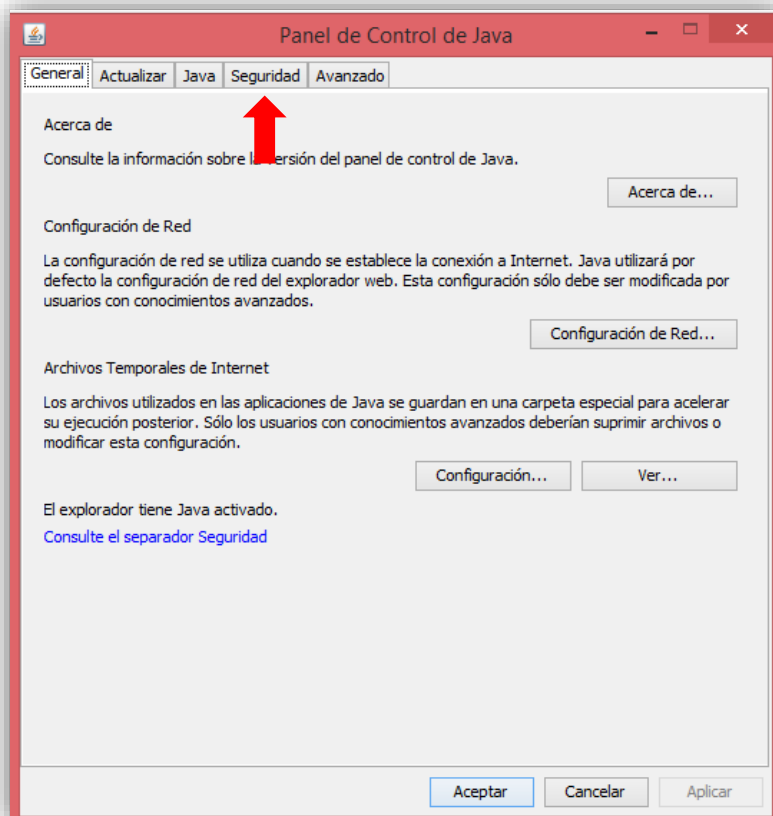 Panel de Control de Java
General Actualizar Java Seguridad Avanzado
Acerca de
Consulte la información sobre la versión del panel de control de Java.
Acerca de...
Configuración de Red
La configuración de red se utiliza cuando se establece la conexión a Internet. Java utilizará por
defecto la configuración de red del explorador web. Esta configuración sólo debe ser modificada por
usuarios con conocimientos avanzados.
Configuración de Red...
Archivos Temporales de Internet
Los archivos utilizados en las aplicaciones de Java se guardan en una carpeta especial para acelerar
su ejecución posterior. Sólo los usuarios con conocimientos avanzados deberían suprimir archivos o
modificar esta configuración.
Configuración... Ver...
El explorador tiene Java activado.
Consulte el separador Seguridad
Aceptar Cancelar Aplicar